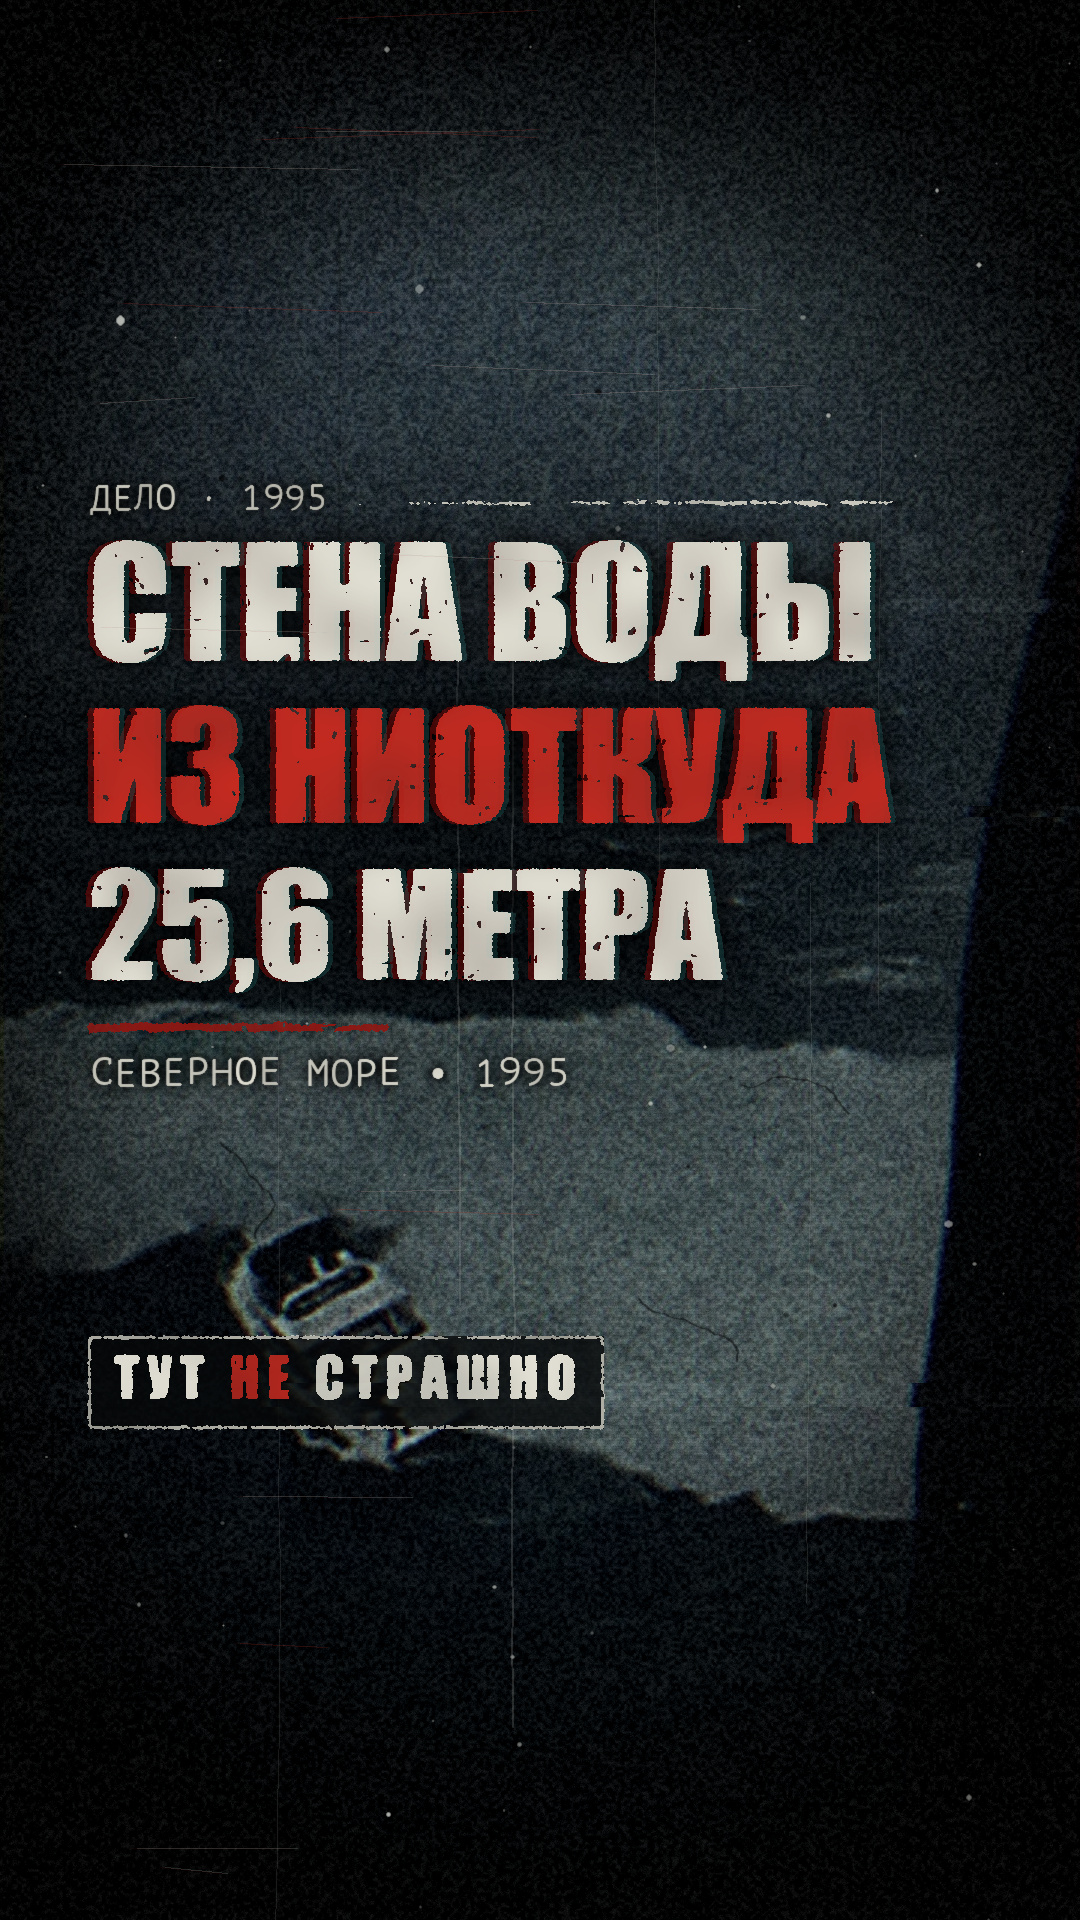 ДЕЛО · 1995
СТЕНА ВОДЫ
ИЗ НИОТКУДА
25,6 МЕТРА
СЕВЕРНОЕ МОРЕ • 1995
ТУТ НЕ СТРАШНО